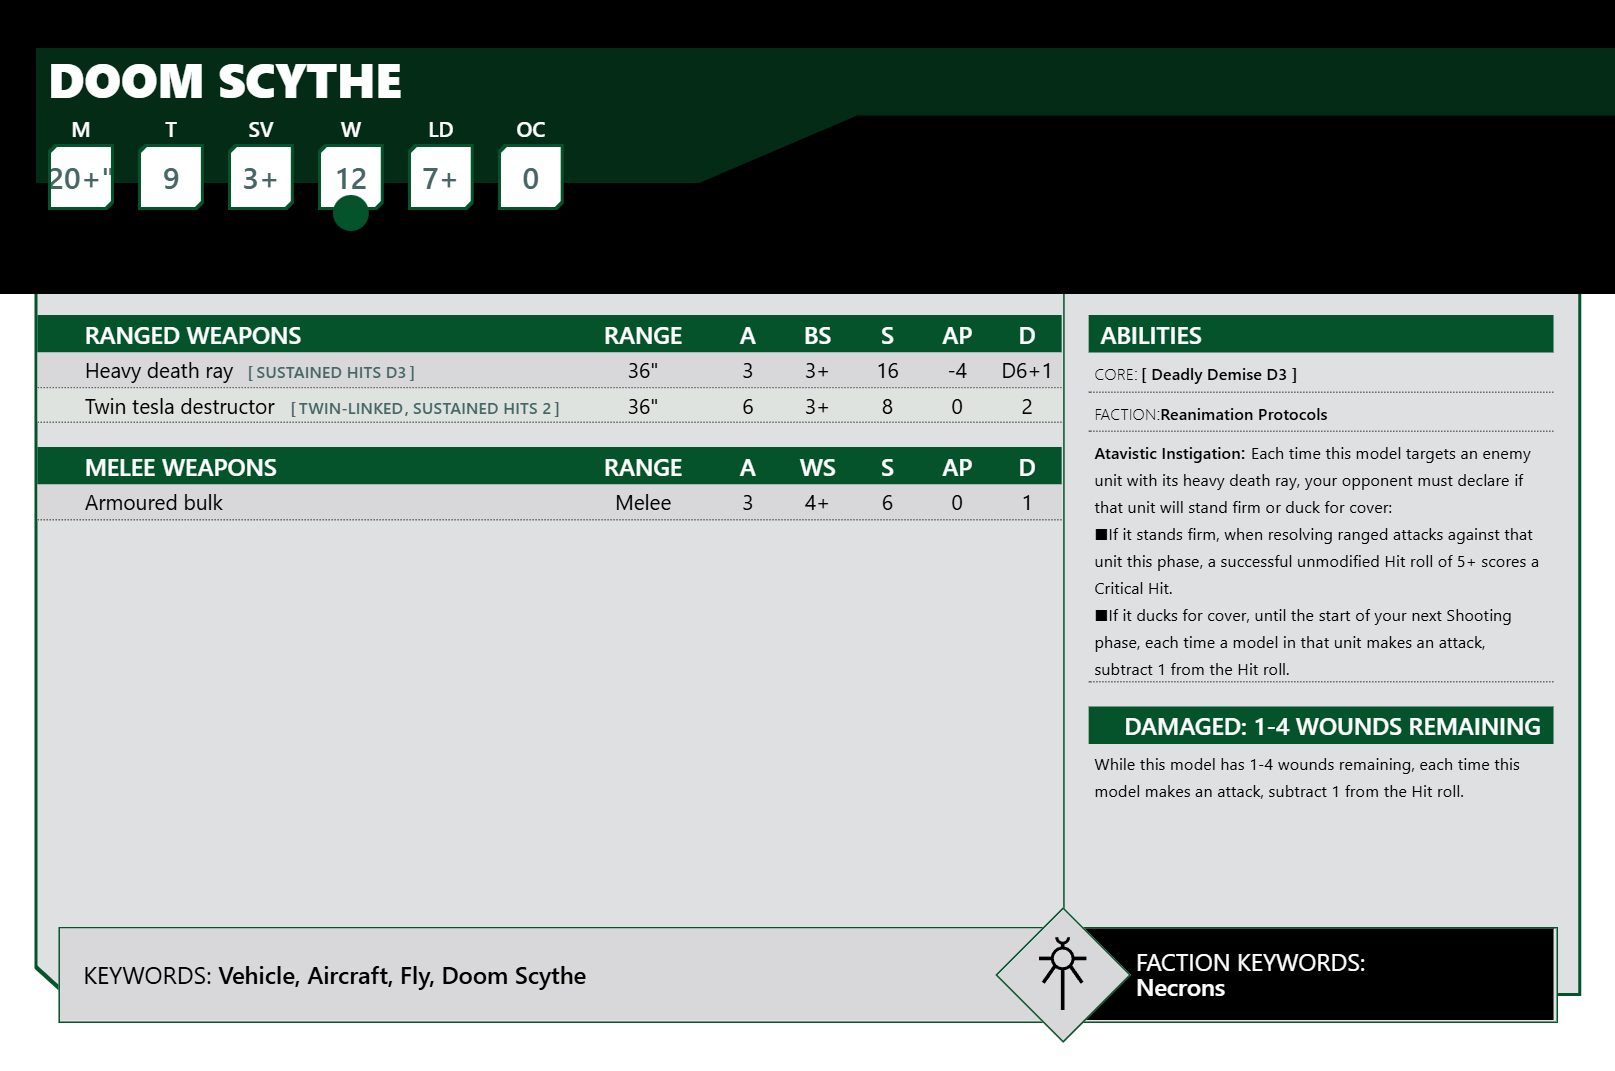 DOOM SCYTHE
M T SV W LD OC
20+" 9 3+ 12 7+ 0
RANGED WEAPONS RANGE A BS S AP D
Heavy death ray [ SUSTAINED HITS D3 ] 36" 3 3+ 16 -4 D6+1
Twin tesla destructor [ TWIN-LINKED, SUSTAINED HITS 2 ] 36" 6 3+ 8 0 2
MELEE WEAPONS RANGE A WS S AP D
Armoured bulk Melee 3 4+ 6 0 1
ABILITIES
CORE: [ Deadly Demise D3 ]
FACTION:Reanimation Protocols
Atavistic Instigation: Each time this model targets an enemy
unit with its heavy death ray, your opponent must declare if
that unit will stand firm or duck for cover:
■If it stands firm, when resolving ranged attacks against that
unit this phase, a successful unmodified Hit roll of 5+ scores a
Critical Hit.
■If it ducks for cover, until the start of your next Shooting
phase, each time a model in that unit makes an attack,
subtract 1 from the Hit roll.
DAMAGED: 1-4 WOUNDS REMAINING
While this model has 1-4 wounds remaining, each time this
model makes an attack, subtract 1 from the Hit roll.
KEYWORDS: Vehicle, Aircraft, Fly, Doom Scythe
FACTION KEYWORDS:
Necrons